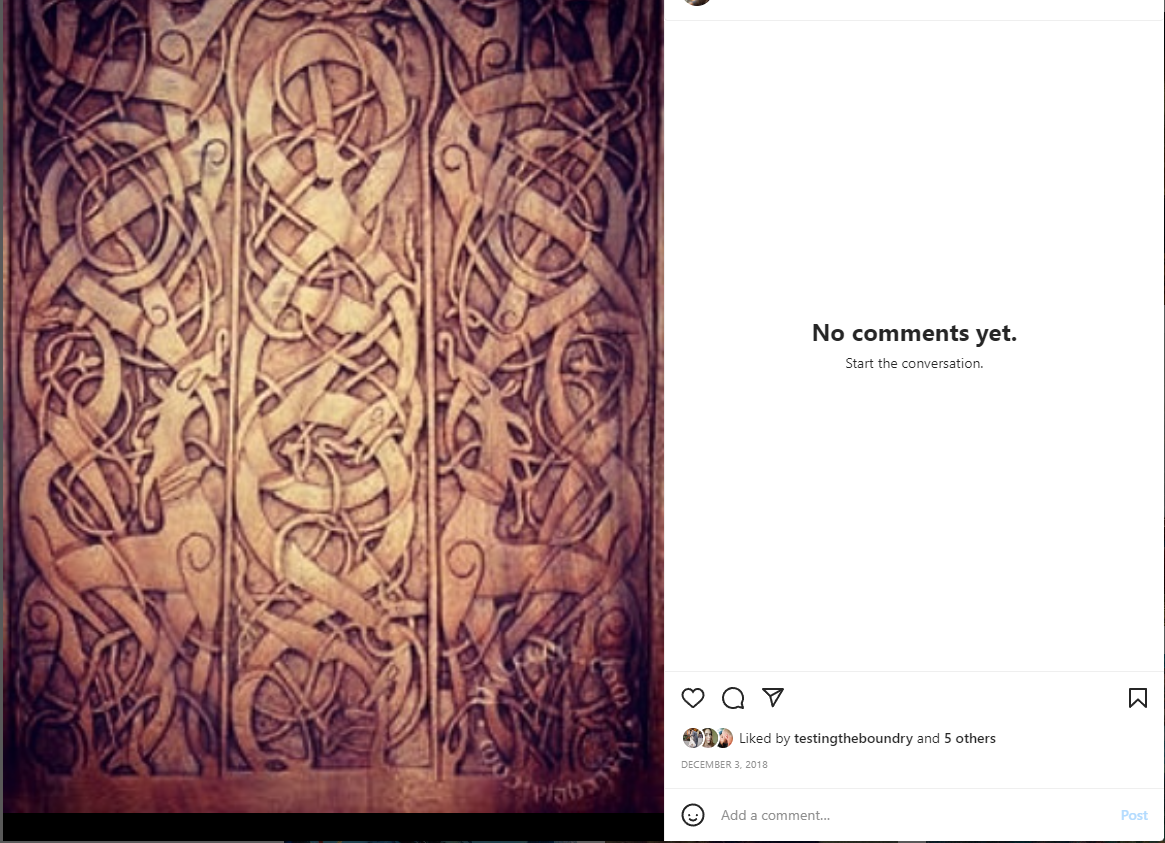 No comments yet.
Start the conversation.
Liked by testingtheboundry and 5 others
DECEMBER 3, 2018
Add a comment...
Post